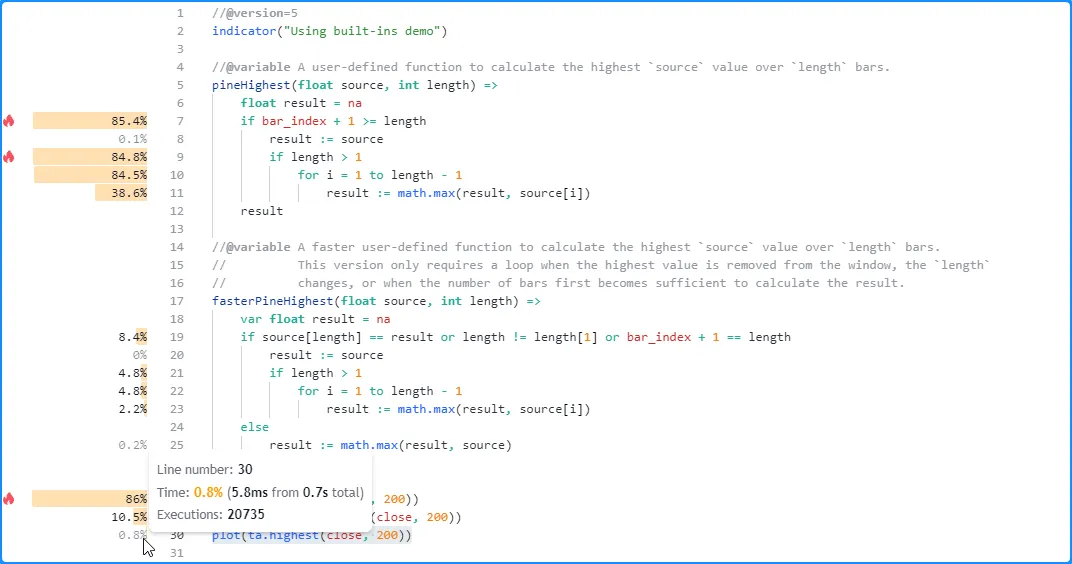 1 //@version=5
2 indicator("Using built-ins demo")
3
4 //@variable A user-defined function to calculate the highest `source` value over `length` bars.
5 pineHighest(float source, int length) =>
6 float result = na
85.4% 7 if bar_index + 1 >= length
0.1% 8 result := source
84.8% 9 if length > 1
84.5% 10 for i = 1 to length - 1
38.6% 11 result := math.max(result, source[i])
12 result
13
14 //@variable A faster user-defined function to calculate the highest `source` value over `length` bars.
15 // This version only requires a loop when the highest value is removed from the window, the `length`
16 // changes, or when the number of bars first becomes sufficient to calculate the result.
17 fasterPineHighest(float source, int length) =>
18 var float result = na
8.4% 19 if source[length] == result or length != length[1] or bar_index + 1 == length
0% 20 result := source
4.8% 21 if length > 1
4.8% 22 for i = 1 to length - 1
2.2% 23 result := math.max(result, source[i])
24 else
0.2% 25 result := math.max(result, source)
Line number: 30
Time: 0.8% (5.8ms from 0.7s total)
Executions: 20735
86% , 200))
10.5% (close, 200))
0.8% 30 plot(ta.highest(close, 200))
31